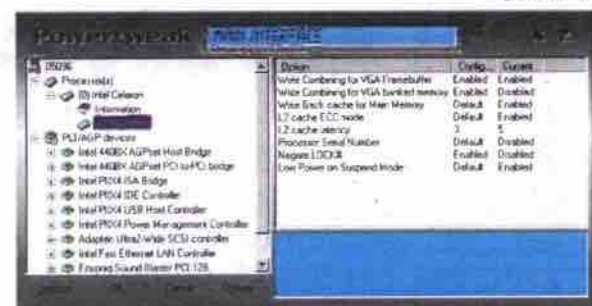 Powertweak
MAIN INTERFACE
OS096
Processor(s)
(0) Intel Celeron
Information
PCI/AGP devices
Intel 440BX AGPset Host Bridge
Intel 440BX AGPset PCI-to-PCI bridge
Intel PIIX4 ISA Bridge
Intel PIIX4 IDE Controller
Intel PIIX4 USB Host Controller
Intel PIIX4 Power Management Controller
Adaptec Ultra2-Wide SCSI controller
Intel Fast Ethernet LAN Controller
Ensoniq Sound Blaster PCI 128
Option Config... Current
Write Combining for VGA Framebuffer Enabled Enabled
Write Combining for VGA banked memory Enabled Disabled
Write Back cache for Main Memory Default Enabled
L2 cache ECC mode Default Enabled
L2 cache latency 3 5
Processor Serial Number Default Disabled
Negate LOCK# Enabled Disabled
Low Power on Suspend Mode Default Enabled